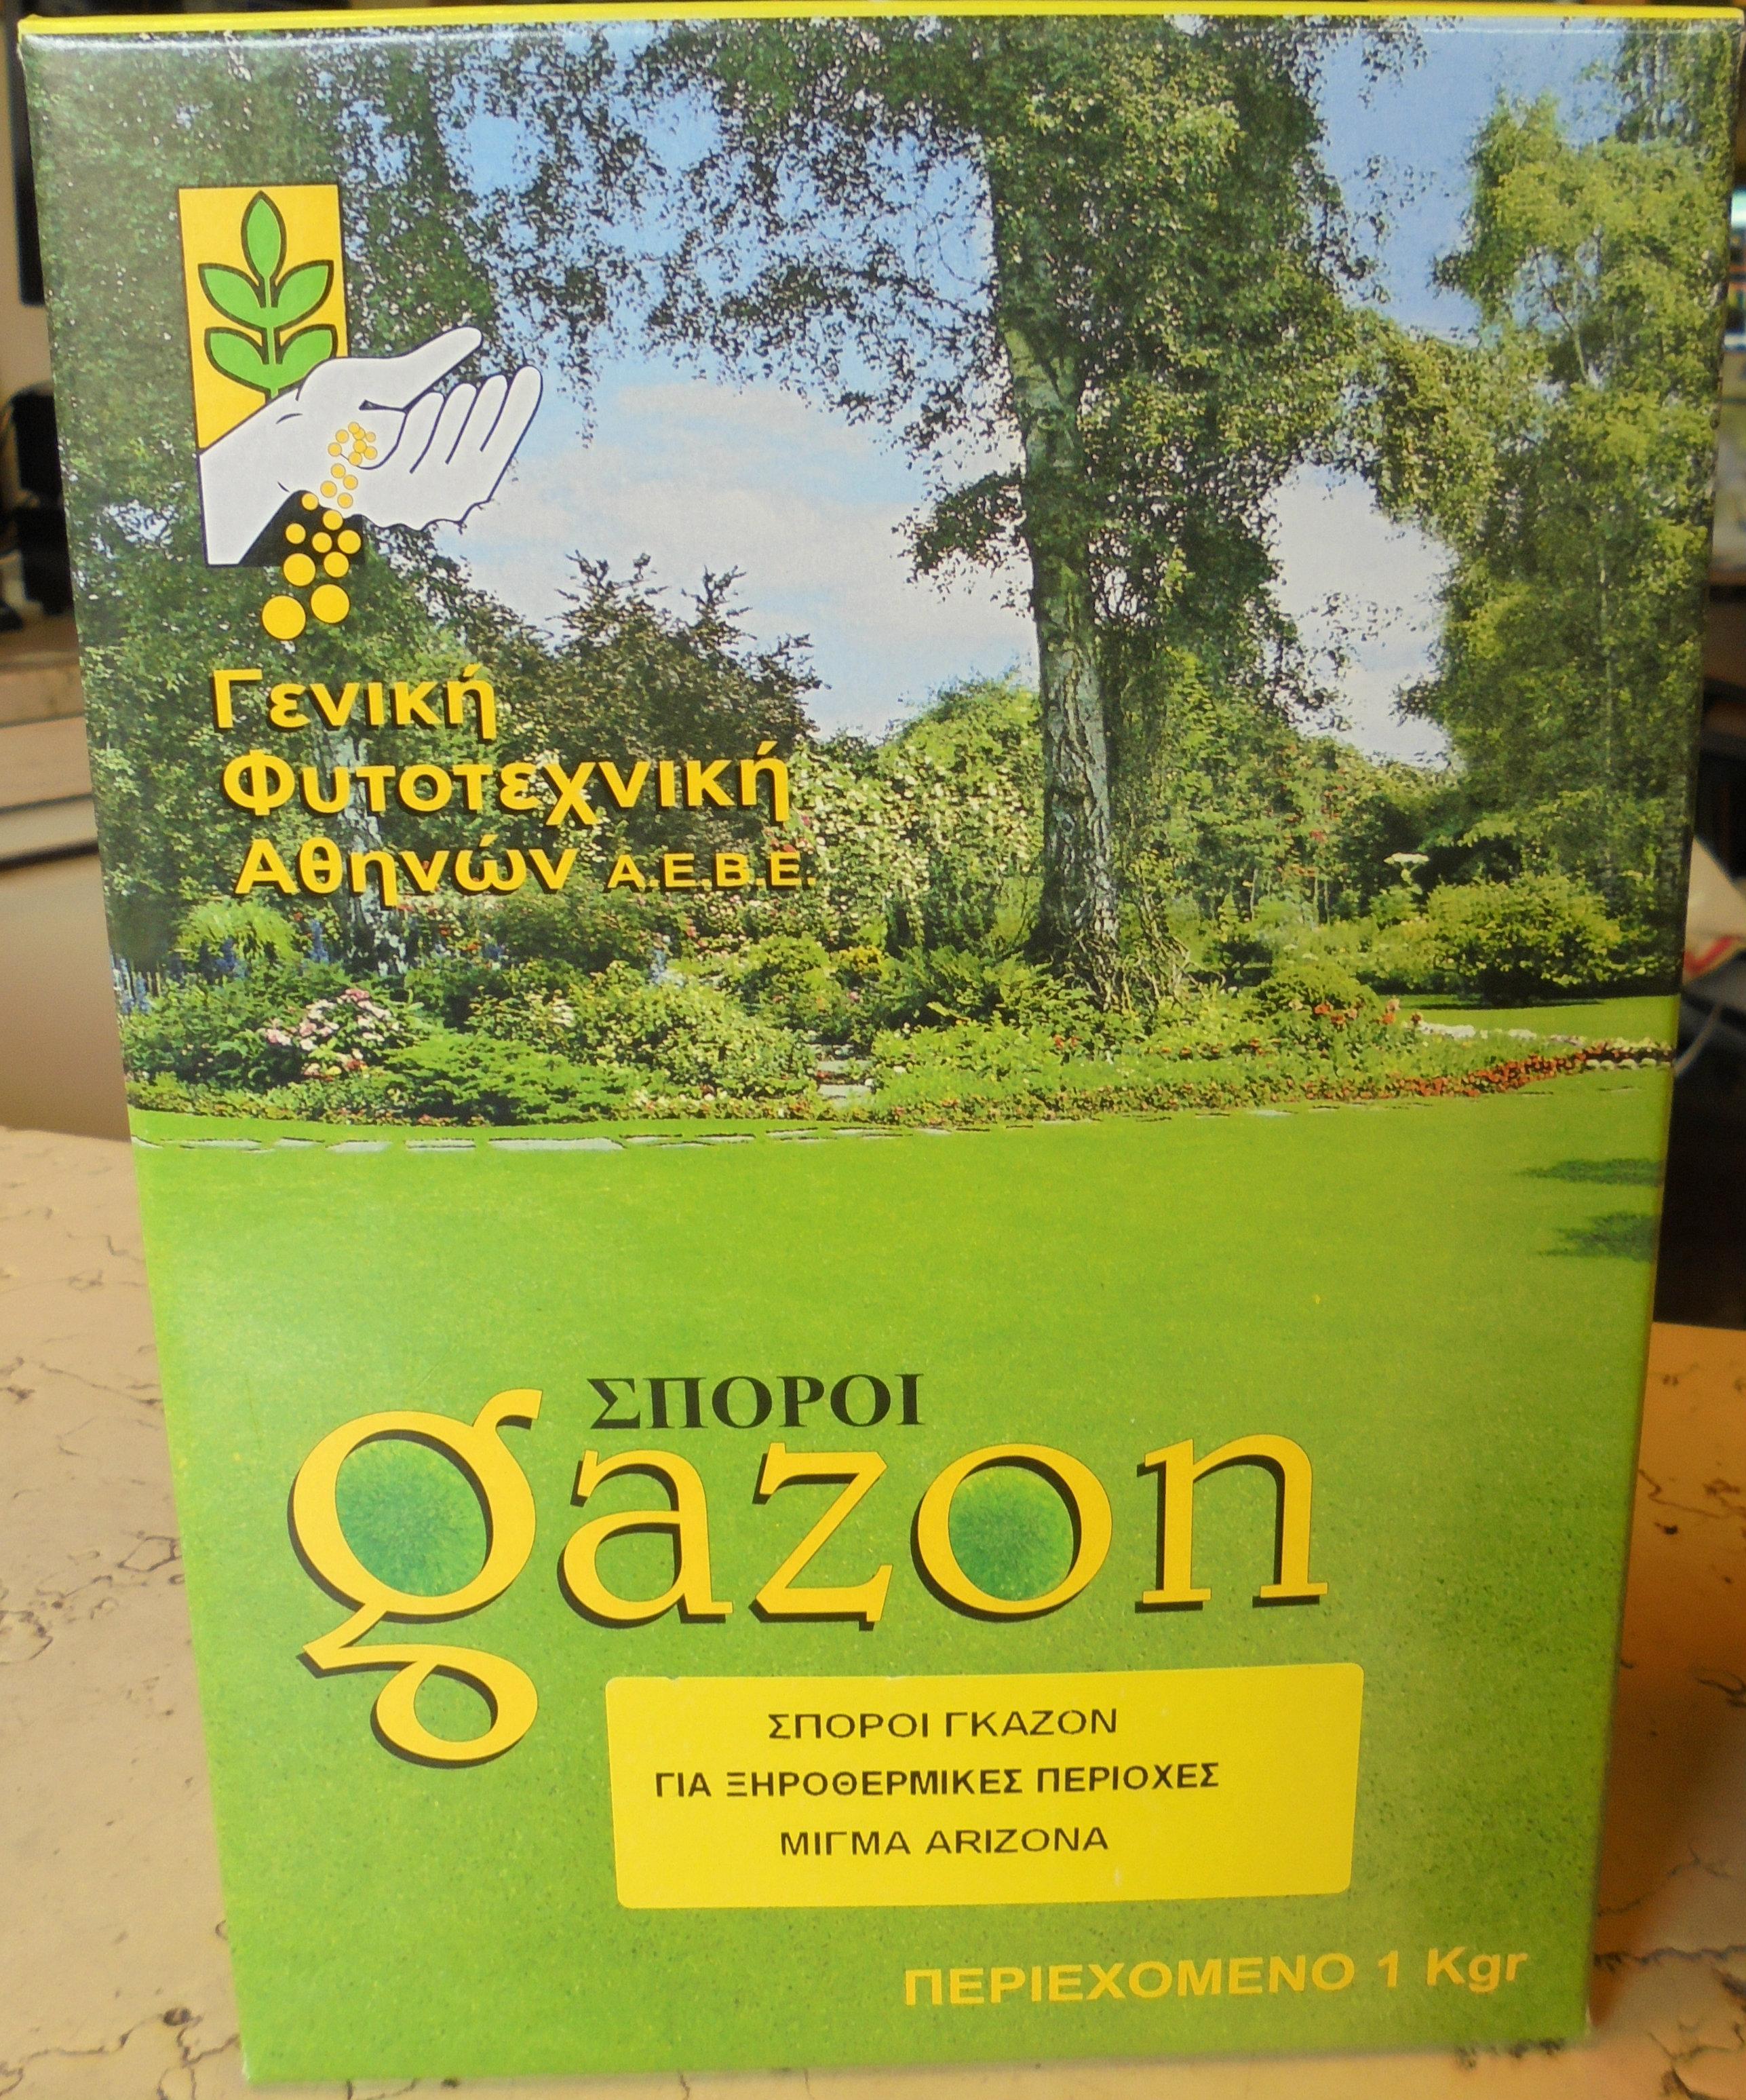 Γενική
Φυτοτεχνική
Αθηνών Α.Ε.Β.Ε.
ΣΠΟΡΟΙ
gazon
ΣΠΟΡΟΙ ΓΚΑΖΟΝ
ΓΙΑ ΞΗΡΟΘΕΡΜΙΚΕΣ ΠΕΡΙΟΧΕΣ
ΜΙΓΜΑ ARIZONA
ΠΕΡΙΕΧΟΜΕΝΟ 1 Kgr